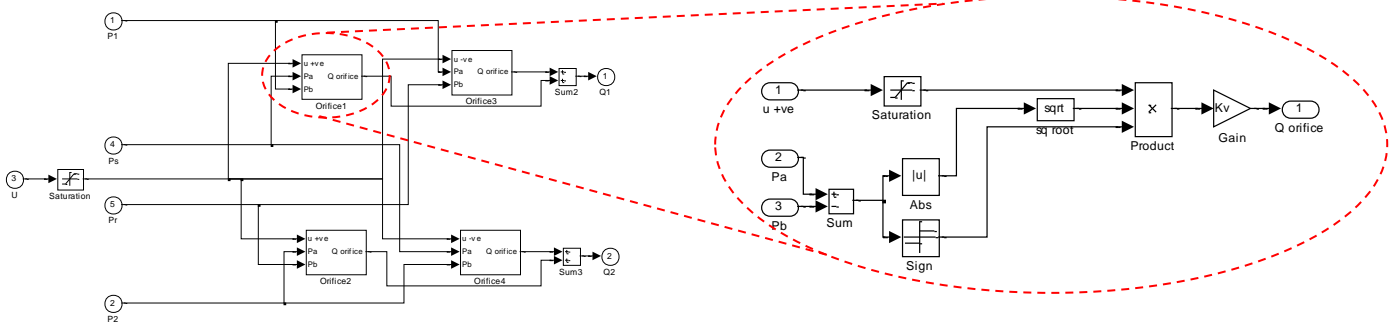 1
P1
u +ve
Pa
Pb
Q orifice
Orifice1
u -ve
Pa
Pb
Q orifice
Orifice3
+
+
Sum2
1
Q1
4
Ps
3
U
Saturation
5
Pr
u +ve
Pa
Pb
Q orifice
Orifice2
u -ve
Pa
Pb
Q orifice
Orifice4
+
+
Sum3
2
Q2
2
P2
1
u +ve
Saturation
sqrt
sq root
×
Product
Kv
Gain
1
Q orifice
2
Pa
3
Pb
+
−
Sum
|u|
Abs
Sign